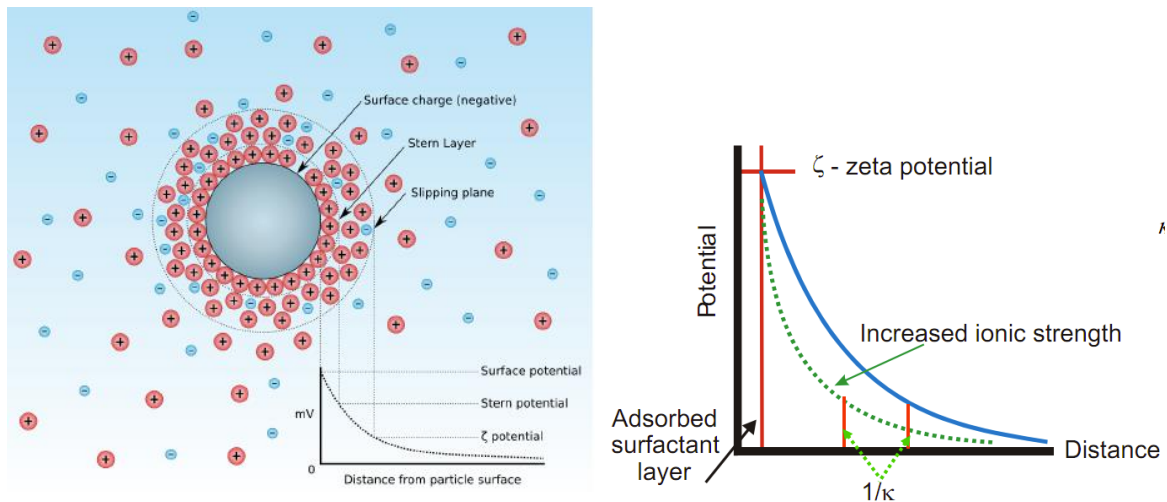 Surface charge (negative)
Stern Layer
Slipping plane
Surface potential
Stern potential
ζ potential
mV
0
Distance from particle surface
ζ - zeta potential
Potential
Increased ionic strength
Adsorbed
surfactant
layer
Distance
1/κ
κ